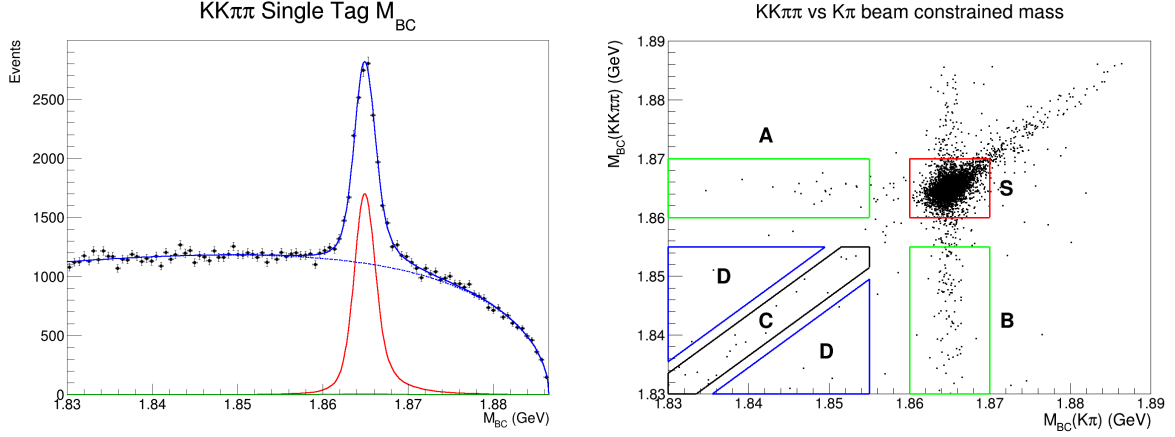 KKππ Single Tag M_BC
Events
2500
2000
1500
1000
500
0
1.83 1.84 1.85 1.86 1.87 1.88
M_BC (GeV)
KKππ vs Kπ beam constrained mass
M_BC(KKππ) (GeV)
1.89
1.88
1.87
1.86
1.85
1.84
1.83
A
S
D
C
D
B
1.83 1.84 1.85 1.86 1.87 1.88 1.89
M_BC(Kπ) (GeV)